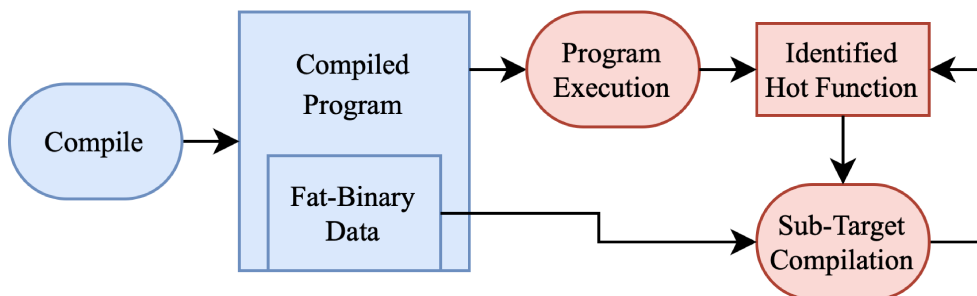 Compile
Compiled
Program
Fat-Binary
Data
Program
Execution
Identified
Hot Function
Sub-Target
Compilation